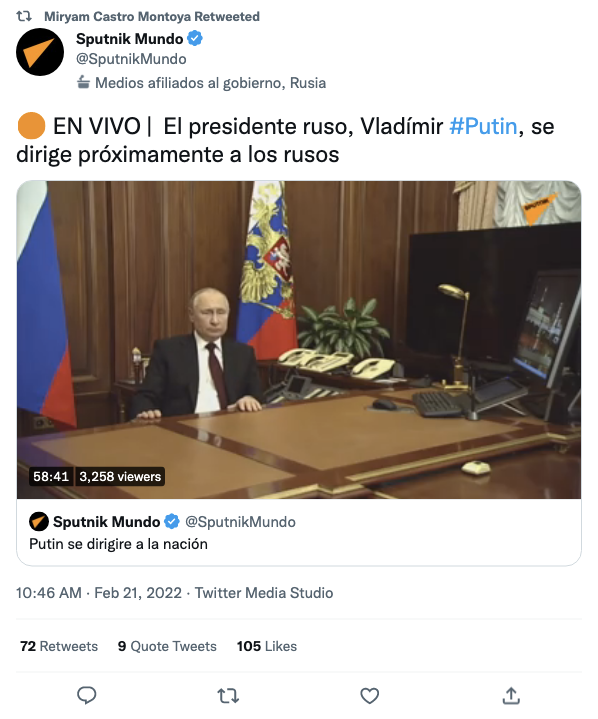 Miryam Castro Montoya Retweeted
Sputnik Mundo
@SputnikMundo
Medios afiliados al gobierno, Rusia
EN VIVO | El presidente ruso, Vladímir #Putin, se
dirige próximamente a los rusos
SPUTNIK
58:41 3,258 viewers
Sputnik Mundo @SputnikMundo
Putin se dirigire a la nación
10:46 AM · Feb 21, 2022 · Twitter Media Studio
72 Retweets 9 Quote Tweets 105 Likes